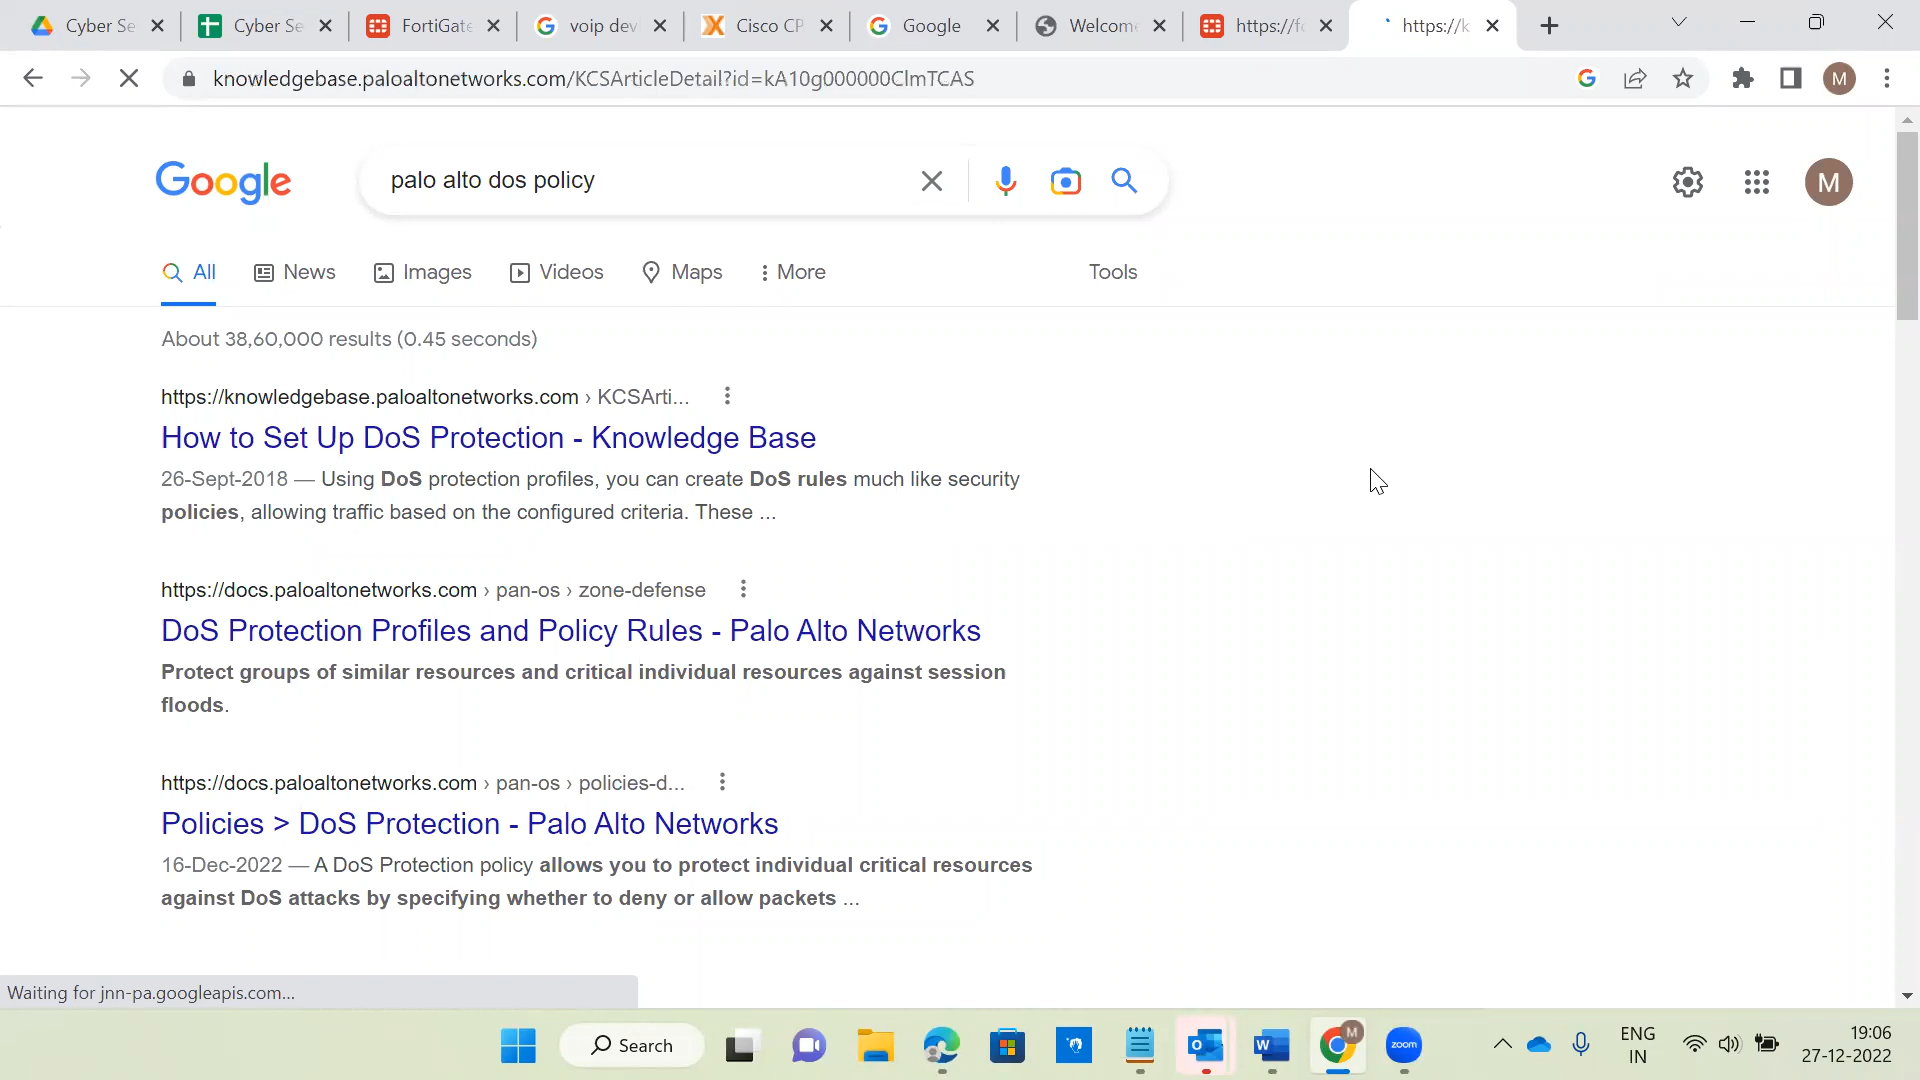 Cyber Se
Cyber Se
FortiGate
voip dev
Cisco CP
Google
Welcome
https://fo
https://k
knowledgebase.paloaltonetworks.com/KCSArticleDetail?id=kA10g000000ClmTCAS
M
Google
palo alto dos policy
M
All
News
Images
Videos
Maps
More
Tools
About 38,60,000 results (0.45 seconds)
https://knowledgebase.paloaltonetworks.com › KCSArti...
How to Set Up DoS Protection - Knowledge Base
26-Sept-2018 — Using DoS protection profiles, you can create DoS rules much like security
policies, allowing traffic based on the configured criteria. These ...
https://docs.paloaltonetworks.com › pan-os › zone-defense
DoS Protection Profiles and Policy Rules - Palo Alto Networks
Protect groups of similar resources and critical individual resources against session
floods.
https://docs.paloaltonetworks.com › pan-os › policies-d...
Policies > DoS Protection - Palo Alto Networks
16-Dec-2022 — A DoS Protection policy allows you to protect individual critical resources
against DoS attacks by specifying whether to deny or allow packets ...
Waiting for jnn-pa.googleapis.com...
Search
M
zoom
ENG
IN
19:06
27-12-2022